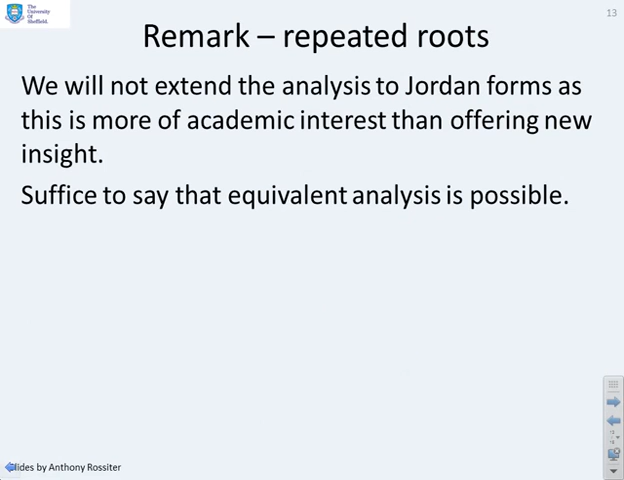 The
University
Of
Sheffield.
13
Remark – repeated roots
We will not extend the analysis to Jordan forms as
this is more of academic interest than offering new
insight.
Suffice to say that equivalent analysis is possible.
Slides by Anthony Rossiter